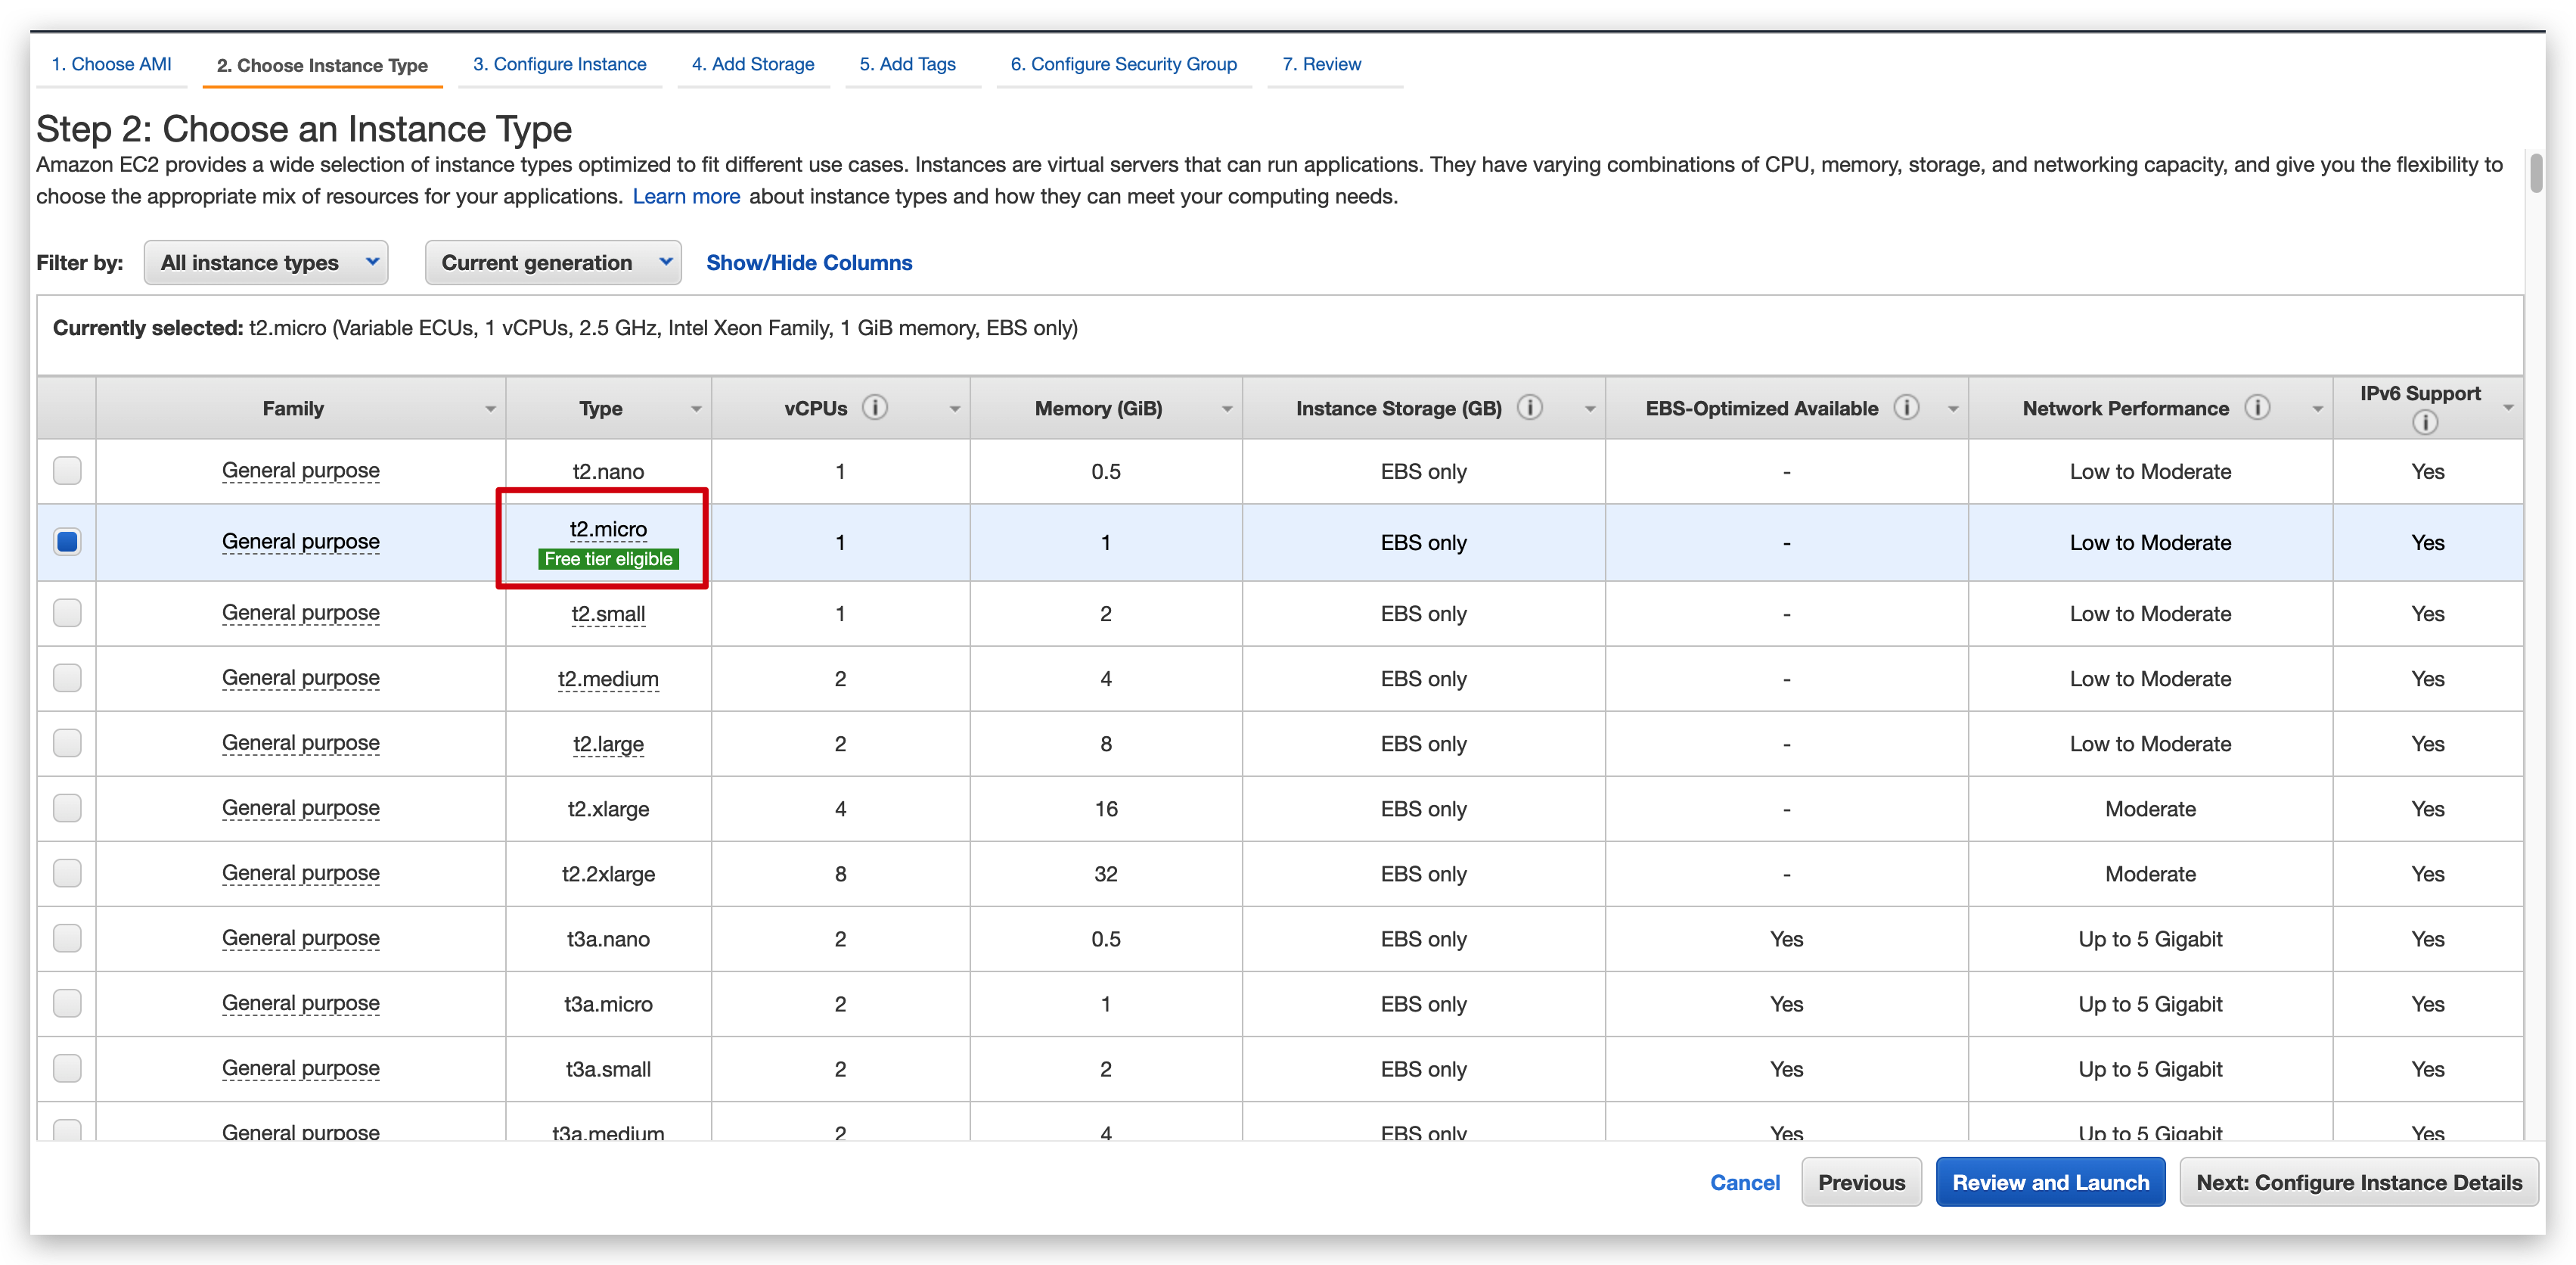 1. Choose AMI 2. Choose Instance Type 3. Configure Instance 4. Add Storage 5. Add Tags 6. Configure Security Group 7. Review
Step 2: Choose an Instance Type
Amazon EC2 provides a wide selection of instance types optimized to fit different use cases. Instances are virtual servers that can run applications. They have varying combinations of CPU, memory, storage, and networking capacity, and give you the flexibility to
choose the appropriate mix of resources for your applications. Learn more about instance types and how they can meet your computing needs.
Filter by: All instance types Current generation Show/Hide Columns
Currently selected: t2.micro (Variable ECUs, 1 vCPUs, 2.5 GHz, Intel Xeon Family, 1 GiB memory, EBS only)
Family Type vCPUs Memory (GiB) Instance Storage (GB) EBS-Optimized Available Network Performance IPv6 Support
General purpose t2.nano 1 0.5 EBS only - Low to Moderate Yes
General purpose t2.micro 1 1 EBS only - Low to Moderate Yes
Free tier eligible
General purpose t2.small 1 2 EBS only - Low to Moderate Yes
General purpose t2.medium 2 4 EBS only - Low to Moderate Yes
General purpose t2.large 2 8 EBS only - Low to Moderate Yes
General purpose t2.xlarge 4 16 EBS only - Moderate Yes
General purpose t2.2xlarge 8 32 EBS only - Moderate Yes
General purpose t3a.nano 2 0.5 EBS only Yes Up to 5 Gigabit Yes
General purpose t3a.micro 2 1 EBS only Yes Up to 5 Gigabit Yes
General purpose t3a.small 2 2 EBS only Yes Up to 5 Gigabit Yes
General purpose t3a.medium 2 4 EBS only Yes Up to 5 Gigabit Yes
Cancel Previous Review and Launch Next: Configure Instance Details